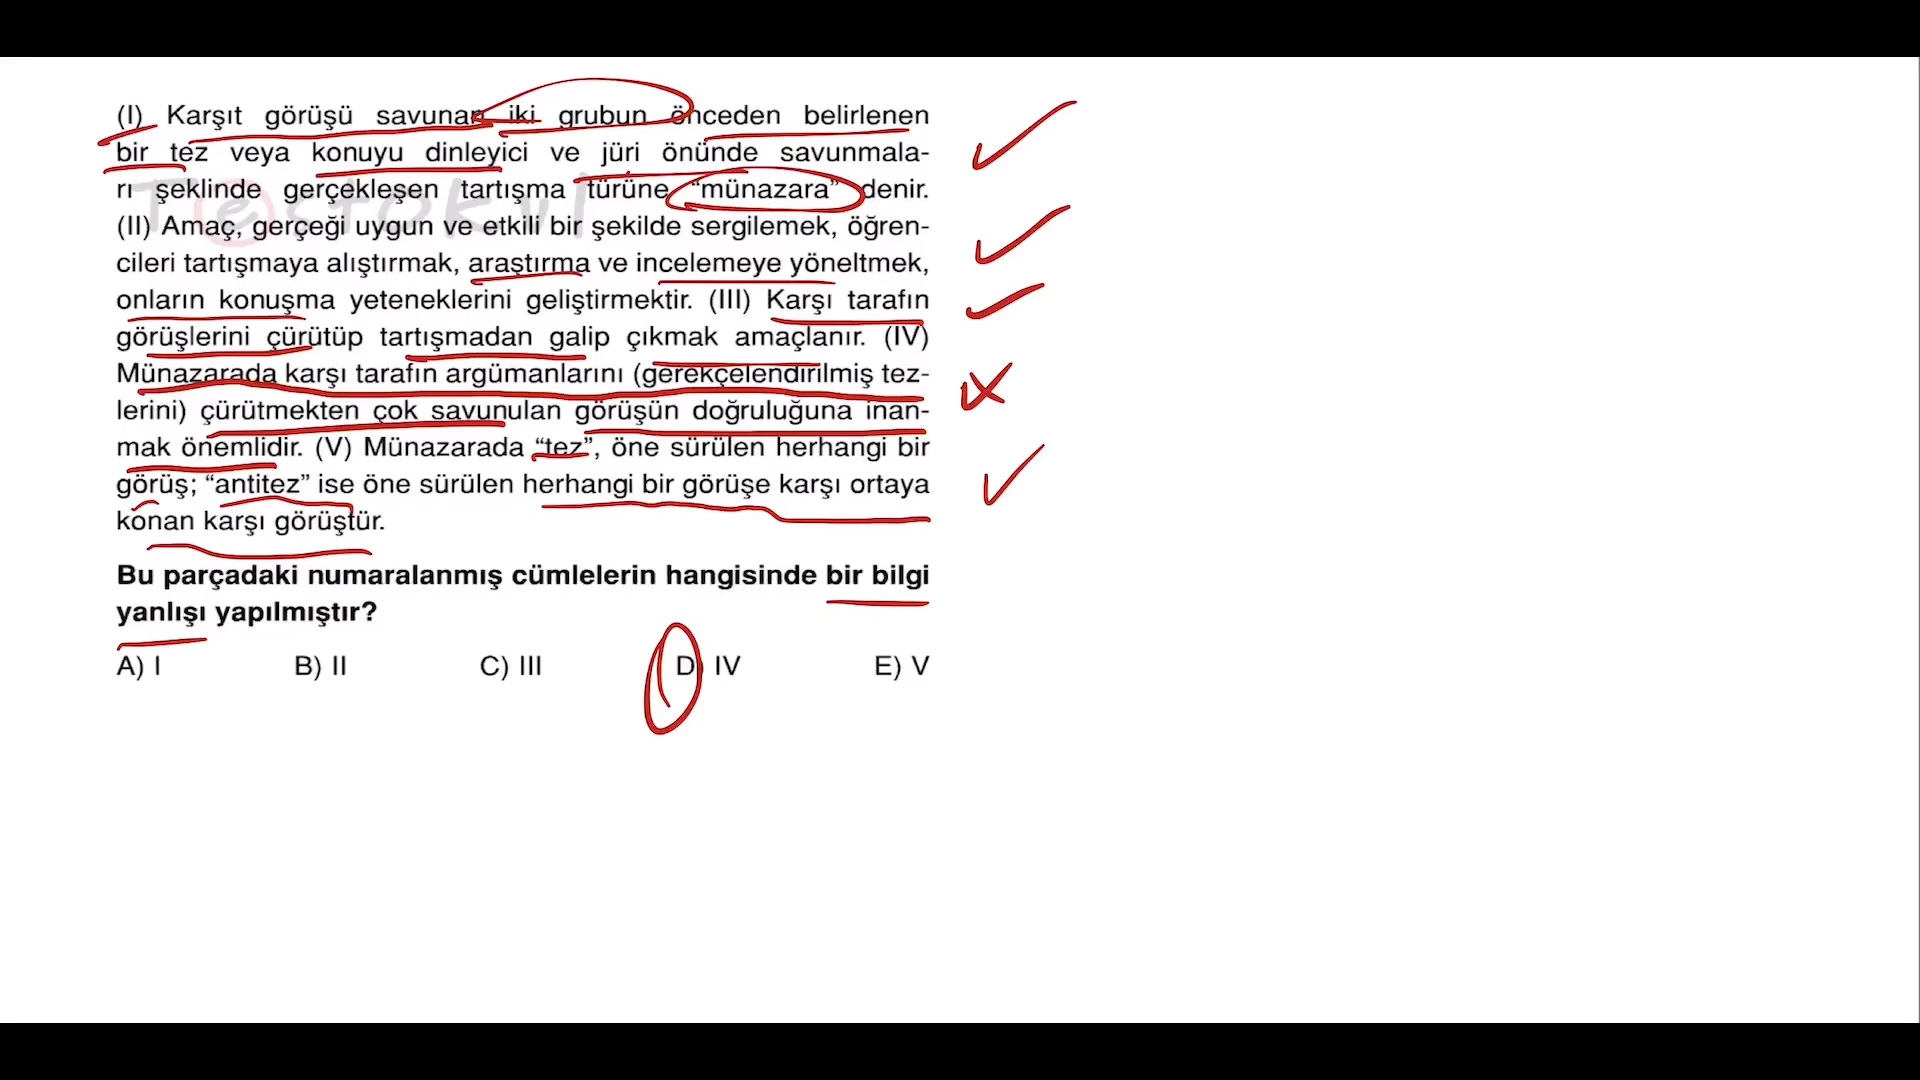 (I) Karşıt görüşü savunan iki grubun önceden belirlenen
bir tez veya konuyu dinleyici ve jüri önünde savunmala-
rı şeklinde gerçekleşen tartışma türüne “münazara” denir.
(II) Amaç, gerçeği uygun ve etkili bir şekilde sergilemek, öğren-
cileri tartışmaya alıştırmak, araştırma ve incelemeye yöneltmek,
onların konuşma yeteneklerini geliştirmektir. (III) Karşı tarafın
görüşlerini çürütüp tartışmadan galip çıkmak amaçlanır. (IV)
Münazarada karşı tarafın argümanlarını (gerekçelendirilmiş tez-
lerini) çürütmekten çok savunulan görüşün doğruluğuna inan-
mak önemlidir. (V) Münazarada “tez”, öne sürülen herhangi bir
görüş; “antitez” ise öne sürülen herhangi bir görüşe karşı ortaya
konan karşı görüştür.
Bu parçadaki numaralanmış cümlelerin hangisinde bir bilgi
yanlışı yapılmıştır?
A) I B) II C) III D) IV E) V
Testokul